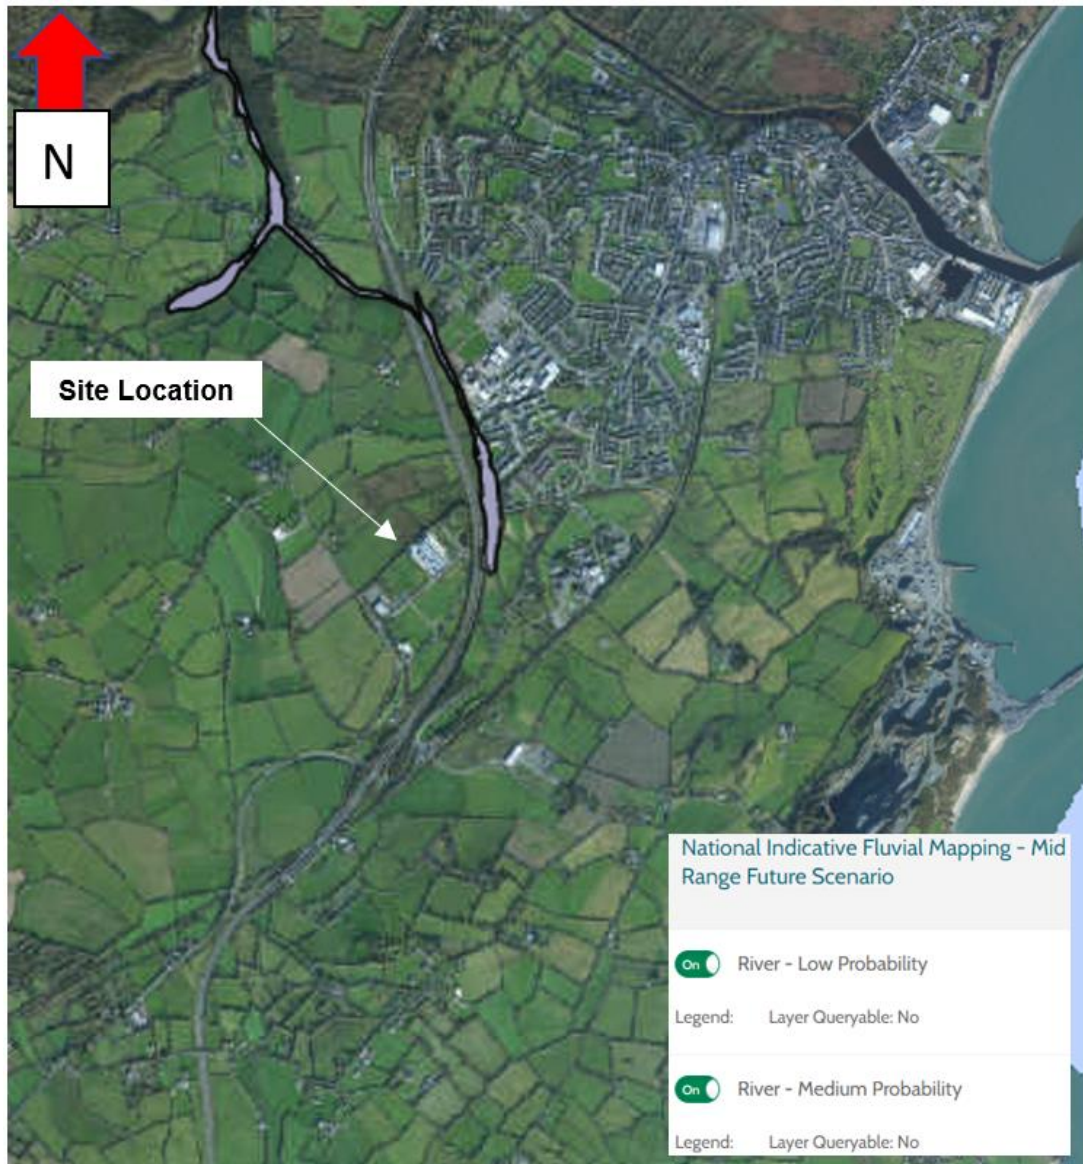 N
Site Location
National Indicative Fluvial Mapping - Mid
Range Future Scenario
On River - Low Probability
Legend: Layer Queryable: No
On River - Medium Probability
Legend: Layer Queryable: No